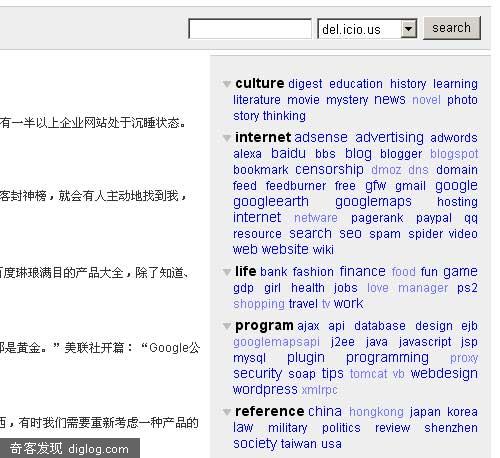 del.icio.us search
culture digest education history learning
literature movie mystery news novel photo
story thinking
internet adsense advertising adwords
alexa baidu bbs blog blogger blogspot
bookmark censorship dmoz dns domain
feed feedburner free gfw gmail google
googleearth googlemaps hosting
internet netware pagerank paypal qq
resource search seo spam spider video
web website wiki
life bank fashion finance food fun game
gdp girl health jobs love manager ps2
shopping travel tv work
program ajax api database design ejb
googlemapsapi j2ee java javascript jsp
mysql plugin programming proxy
security soap tips tomcat vb webdesign
wordpress xmlrpc
reference china hongkong japan korea
law military politics review shenzhen
society taiwan usa
有一半以上企业网站处于沉睡状态。
客封神榜，就会有人主动地找到我，
百度琳琅满目的产品大全，除了知道、
都是黄金。”美联社开篇：“Google公
西，有时我们需要重新考虑一种产品的
奇客发现 diglog.com